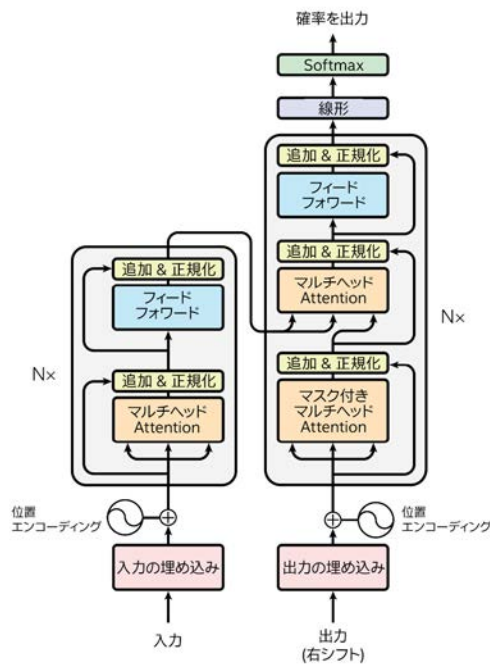 確率を出力
Softmax
線形
追加 & 正規化
フィード
フォワード
追加 & 正規化
マルチヘッド
Attention
追加 & 正規化
マスク付き
マルチヘッド
Attention
N×
追加 & 正規化
フィード
フォワード
追加 & 正規化
マルチヘッド
Attention
N×
位置
エンコーディング
位置
エンコーディング
入力の埋め込み
出力の埋め込み
入力
出力
(右シフト)